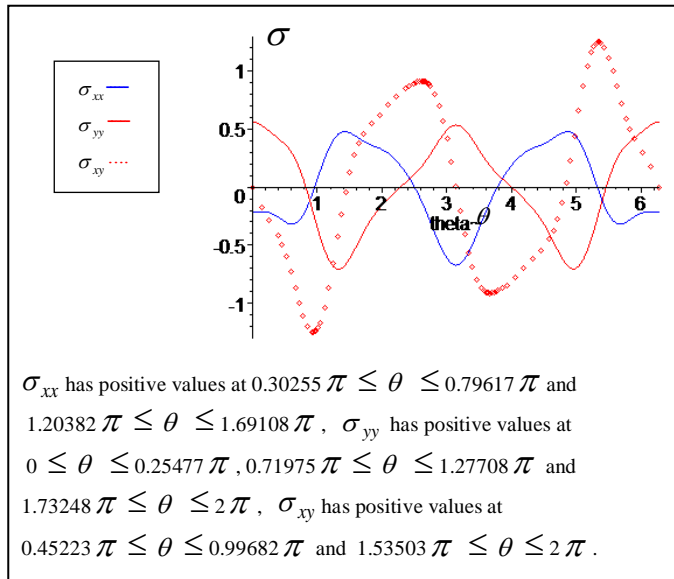 σ
1
0.5
0
-0.5
-1
1 2 3 4 5 6
theta~θ
σxx
σyy
σxy
σxx has positive values at 0.30255 π ≤ θ ≤0.79617 π and
1.20382 π ≤ θ ≤1.69108 π , σyy has positive values at
0 ≤ θ ≤0.25477 π , 0.71975 π ≤ θ ≤1.27708 π and
1.73248 π ≤ θ ≤ 2 π , σxy has positive values at
0.45223 π ≤ θ ≤0.99682 π and 1.53503 π ≤ θ ≤2 π .